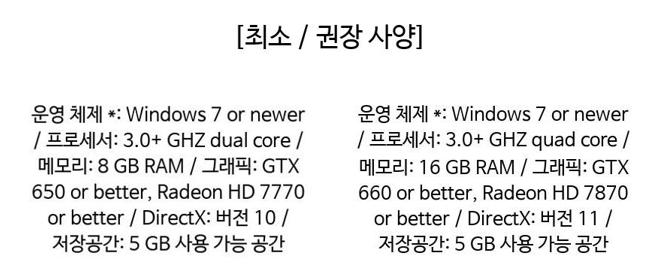 [최소 / 권장 사양]
운영 체제 *: Windows 7 or newer
/ 프로세서: 3.0+ GHZ dual core /
메모리: 8 GB RAM / 그래픽: GTX
650 or better, Radeon HD 7770
or better / DirectX: 버전 10 /
저장공간: 5 GB 사용 가능 공간
운영 체제 *: Windows 7 or newer
/ 프로세서: 3.0+ GHZ quad core /
메모리: 16 GB RAM / 그래픽: GTX
660 or better, Radeon HD 7870
or better / DirectX: 버전 11 /
저장공간: 5 GB 사용 가능 공간